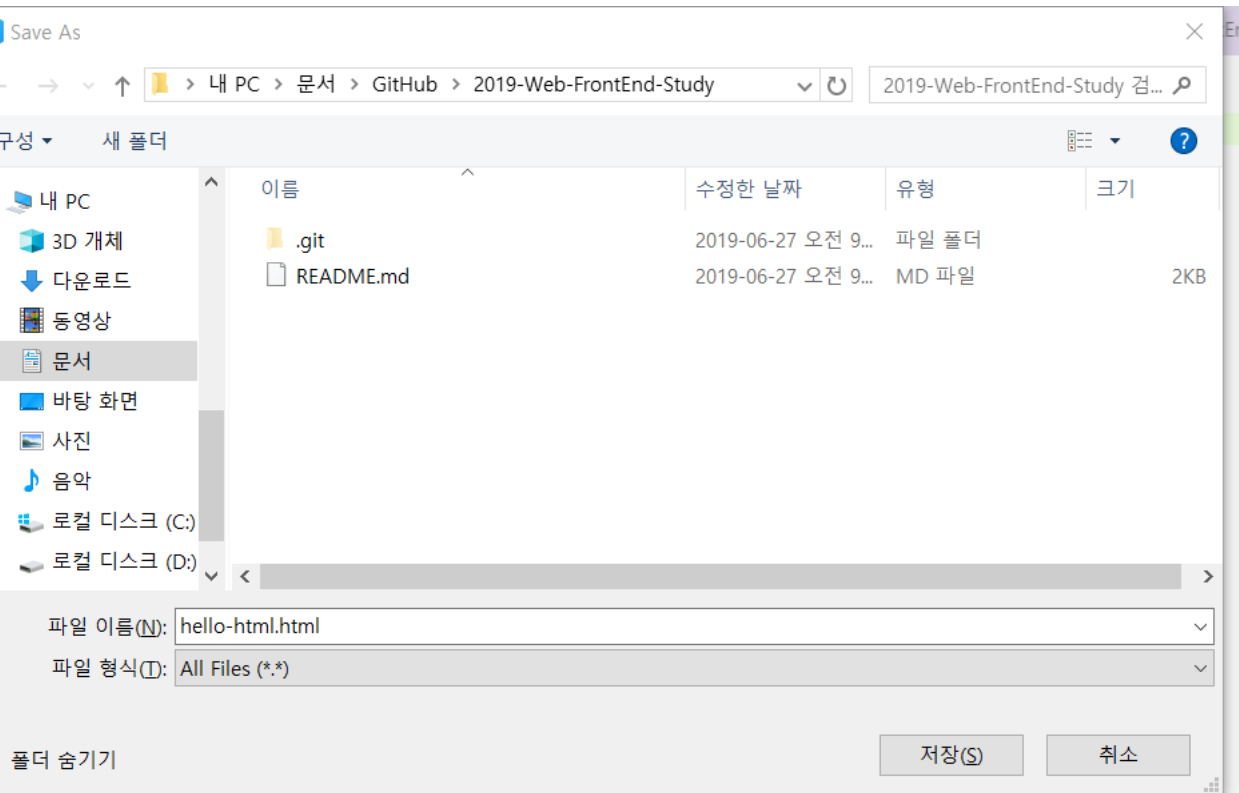 Save As
내 PC > 문서 > GitHub > 2019-Web-FrontEnd-Study
2019-Web-FrontEnd-Study 검...
구성 새 폴더
이름 수정한 날짜 유형 크기
내 PC
3D 개체
다운로드
동영상
문서
바탕 화면
사진
음악
로컬 디스크 (C:)
로컬 디스크 (D:)
.git 2019-06-27 오전 9... 파일 폴더
README.md 2019-06-27 오전 9... MD 파일 2KB
파일 이름(N): hello-html.html
파일 형식(T): All Files (*.*)
폴더 숨기기
저장(S) 취소